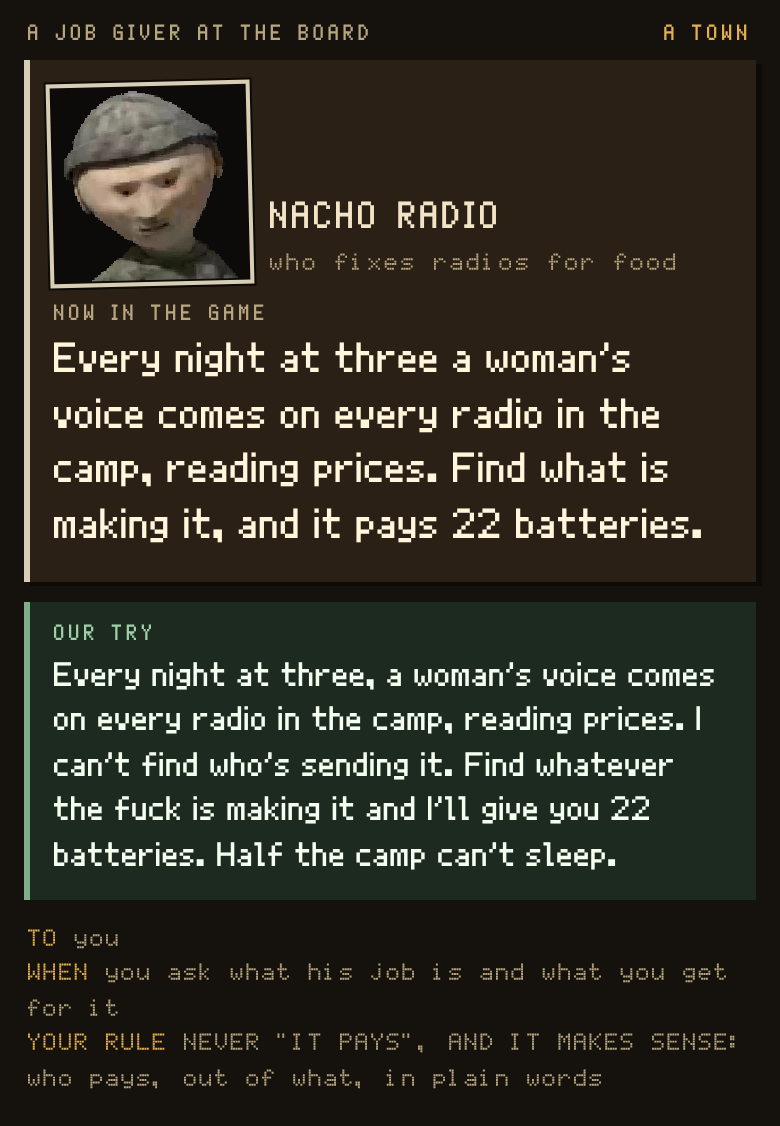 A JOB GIVER AT THE BOARD
A TOWN
NACHO RADIO
who fixes radios for food
NOW IN THE GAME
Every night at three a woman's
voice comes on every radio in the
camp, reading prices. Find what is
making it, and it pays 22 batteries.
OUR TRY
Every night at three, a woman's voice comes
on every radio in the camp, reading prices. I
can't find who's sending it. Find whatever
the fuck is making it and I'll give you 22
batteries. Half the camp can't sleep.
TO you
WHEN you ask what his job is and what you get
for it
YOUR RULE NEVER "IT PAYS", AND IT MAKES SENSE:
who pays, out of what, in plain words